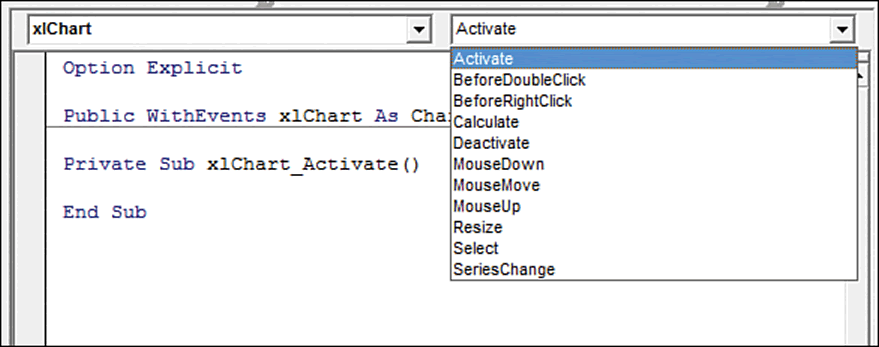 xlChart
Activate
Option Explicit
Public WithEvents xlChart As Cha
Private Sub xlChart_Activate()
End Sub
Activate
BeforeDoubleClick
BeforeRightClick
Calculate
Deactivate
MouseDown
MouseMove
MouseUp
Resize
Select
SeriesChange